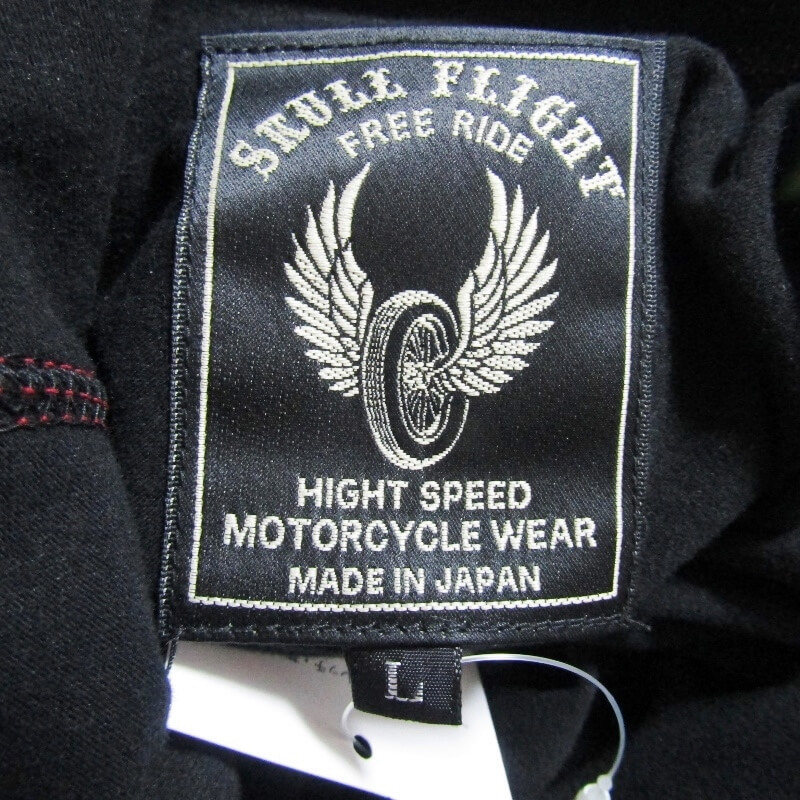 SKULL FLIGHT
FREE RIDE
HIGHT SPEED
MOTORCYCLE WEAR
MADE IN JAPAN
L